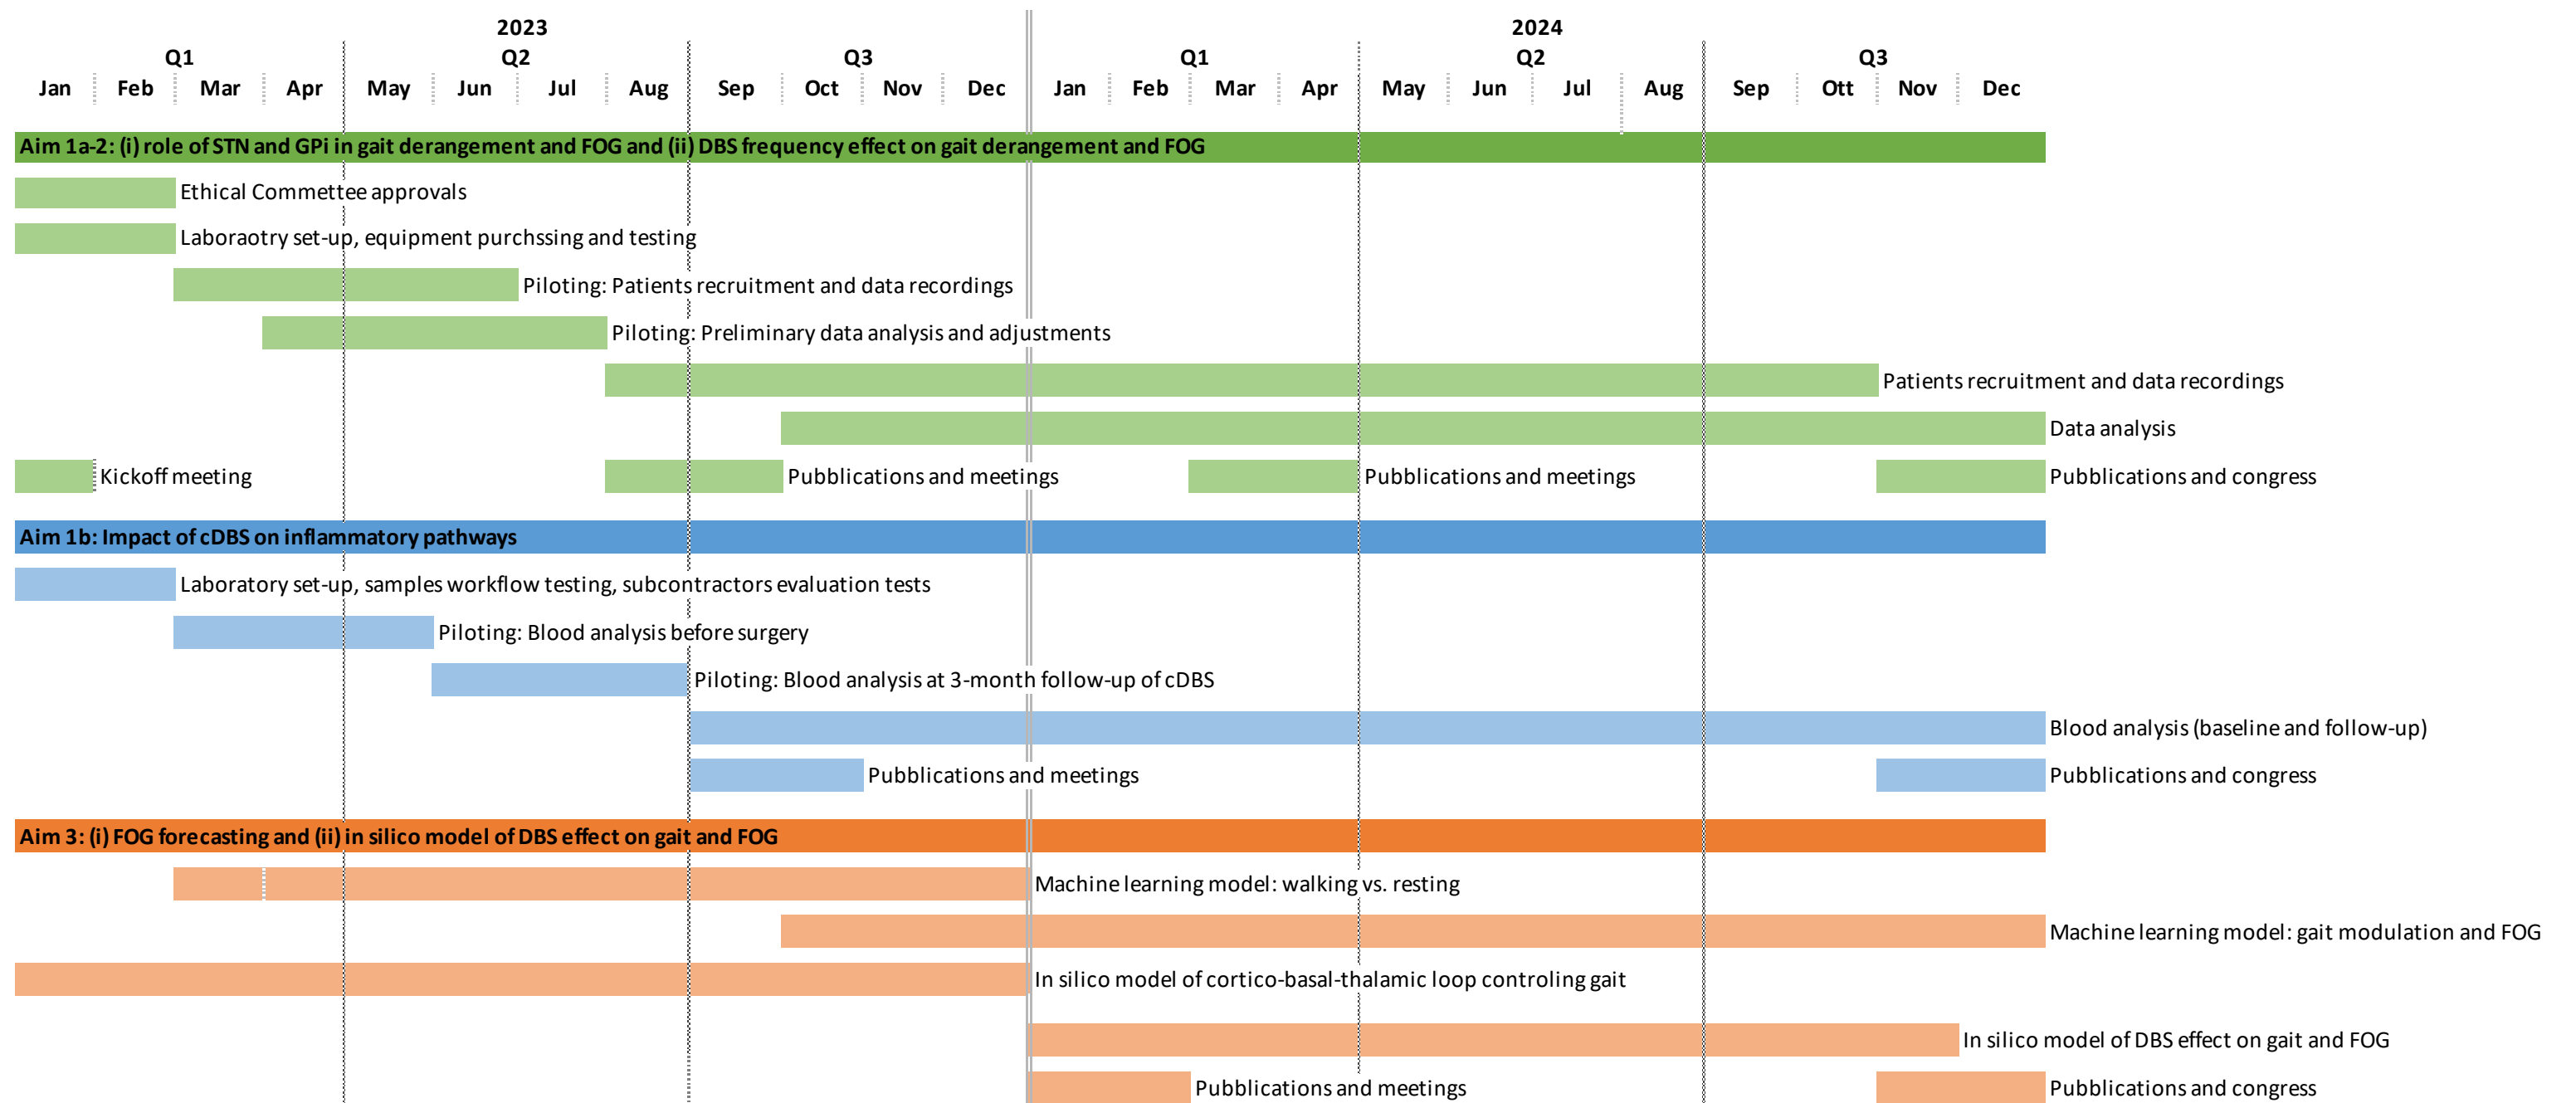 2023 2024
Q1 Q2 Q3 Q1 Q2 Q3
Jan Feb Mar Apr May Jun Jul Aug Sep Oct Nov Dec Jan Feb Mar Apr May Jun Jul Aug Sep Ott Nov Dec
Aim 1a-2: (i) role of STN and GPi in gait derangement and FOG and (ii) DBS frequency effect on gait derangement and FOG
Ethical Commettee approvals
Laboraotry set-up, equipment purchssing and testing
Piloting: Patients recruitment and data recordings
Piloting: Preliminary data analysis and adjustments
Patients recruitment and data recordings
Data analysis
Kickoff meeting Pubblications and meetings Pubblications and meetings Pubblications and congress
Aim 1b: Impact of cDBS on inflammatory pathways
Laboratory set-up, samples workflow testing, subcontractors evaluation tests
Piloting: Blood analysis before surgery
Piloting: Blood analysis at 3-month follow-up of cDBS
Blood analysis (baseline and follow-up)
Pubblications and meetings Pubblications and congress
Aim 3: (i) FOG forecasting and (ii) in silico model of DBS effect on gait and FOG
Machine learning model: walking vs. resting
Machine learning model: gait modulation and FOG
In silico model of cortico-basal-thalamic loop controling gait
In silico model of DBS effect on gait and FOG
Pubblications and meetings Pubblications and congress